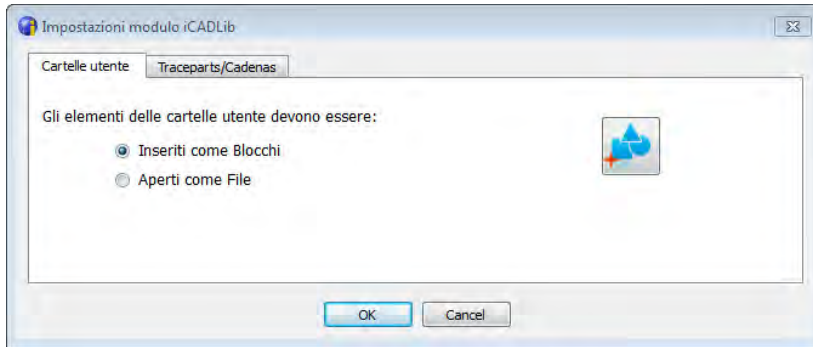 Impostazioni modulo iCADLib
Cartelle utente Traceparts/Cadenas
Gli elementi delle cartelle utente devono essere:
Inseriti come Blocchi
Aperti come File
OK Cancel